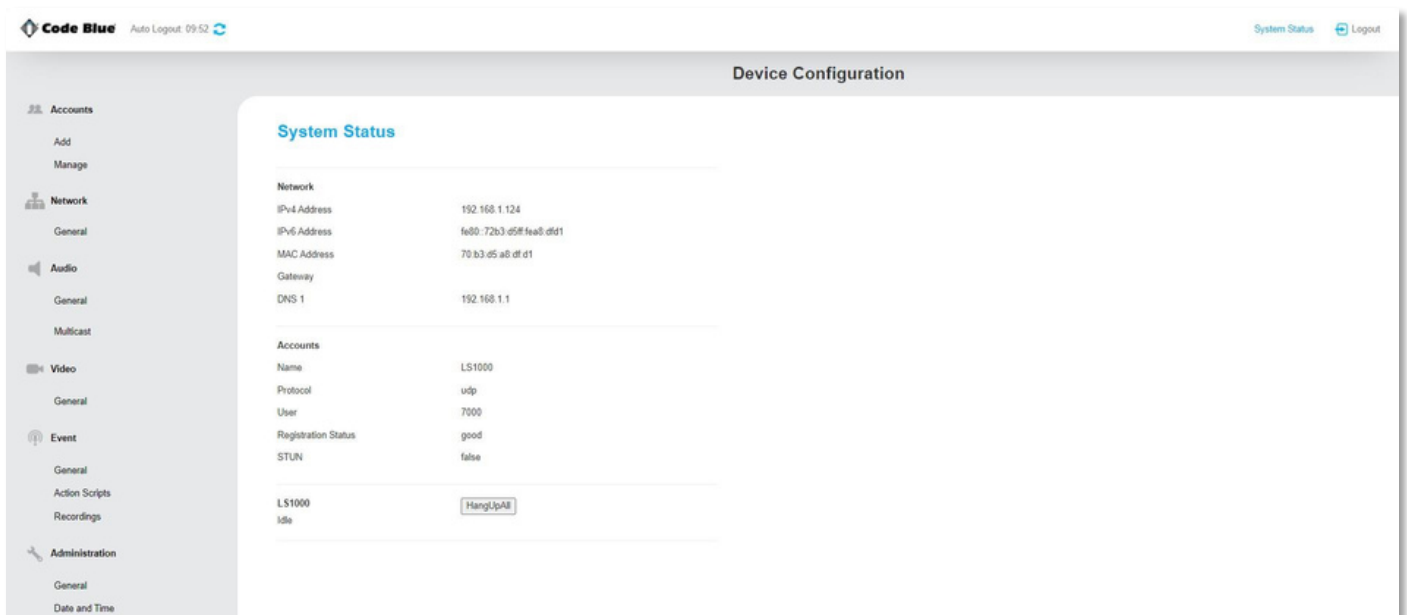 Code Blue Auto Logout: 09:52 System Status Logout
Device Configuration
Accounts
Add
Manage
Network
General
Audio
General
Multicast
Video
General
Event
General
Action Scripts
Recordings
Administration
General
Date and Time
System Status
Network
IPv4 Address 192.168.1.124
IPv6 Address fe80::72b3:d5ff:fea8:dfd1
MAC Address 70:b3:d5:a8:df:d1
Gateway
DNS 1 192.168.1.1
Accounts
Name LS1000
Protocol udp
User 7000
Registration Status good
STUN false
LS1000 HangUpAll
Idle